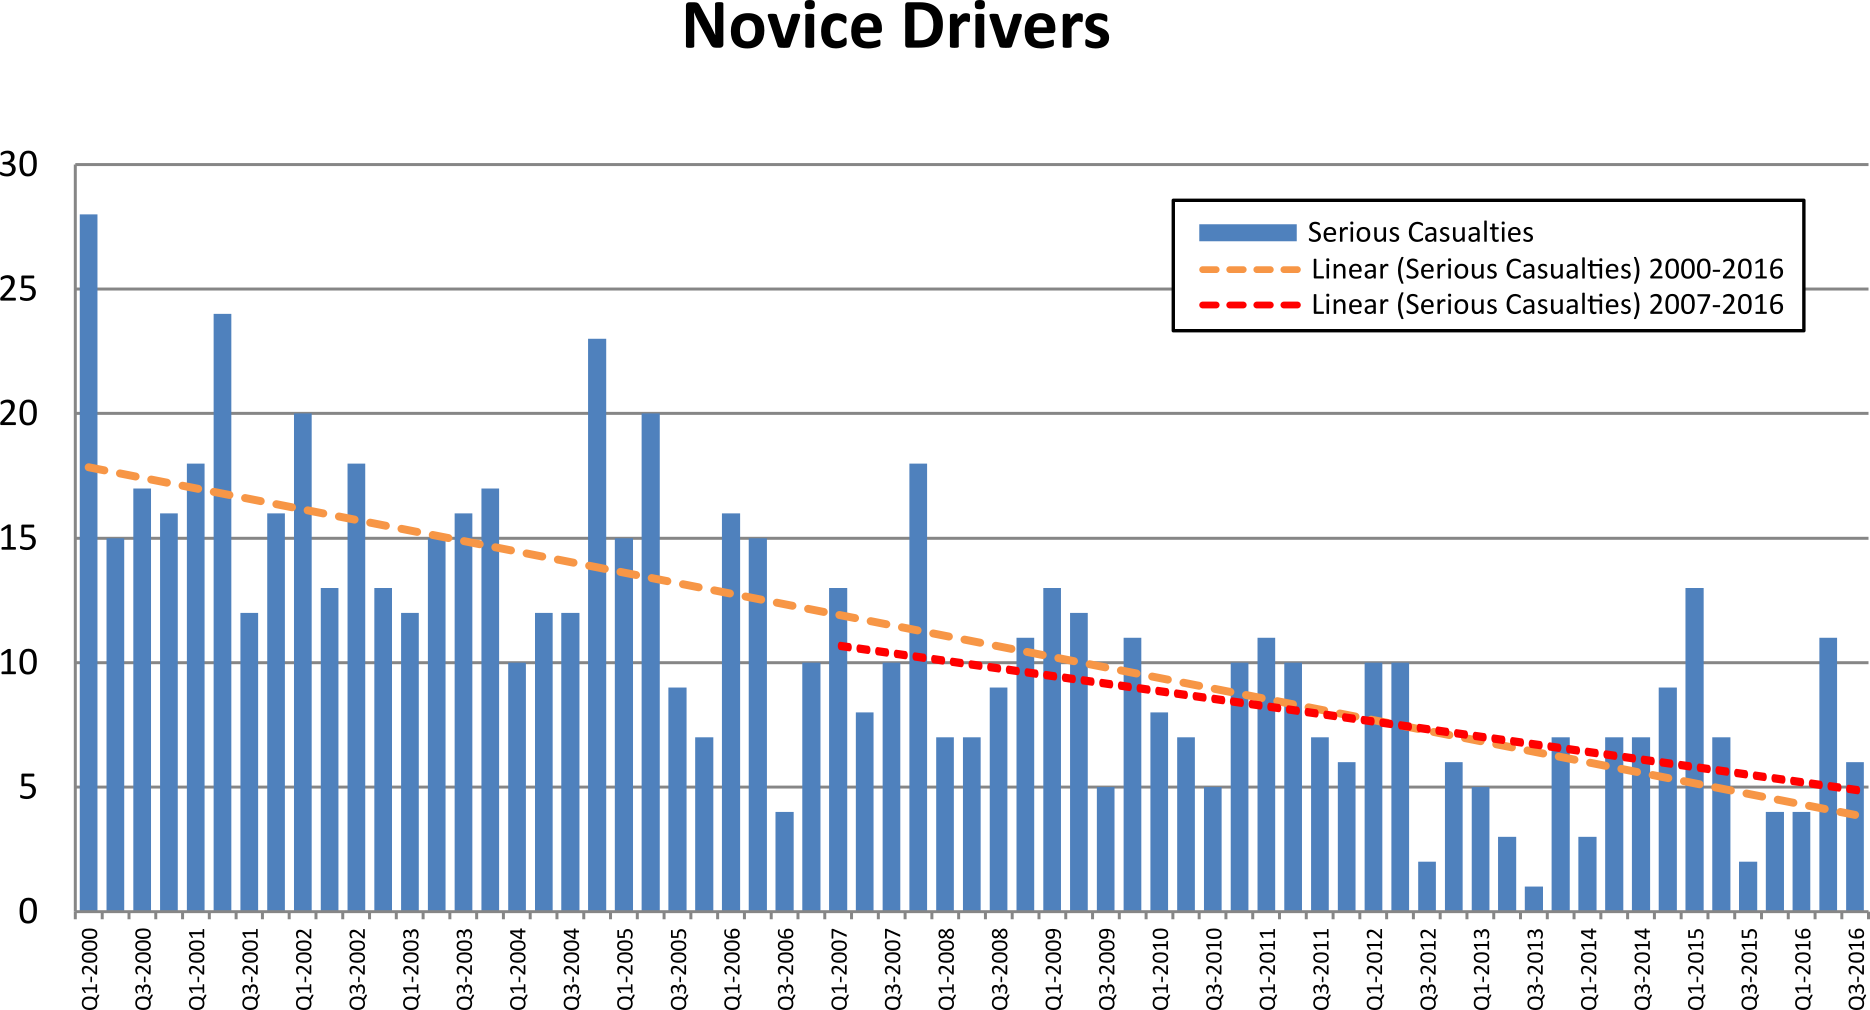 Novice Drivers
30
25
20
15
10
5
0
Serious Casualties
Linear (Serious Casualties) 2000-2016
Linear (Serious Casualties) 2007-2016
Q1-2000
Q3-2000
Q1-2001
Q3-2001
Q1-2002
Q3-2002
Q1-2003
Q3-2003
Q1-2004
Q3-2004
Q1-2005
Q3-2005
Q1-2006
Q3-2006
Q1-2007
Q3-2007
Q1-2008
Q3-2008
Q1-2009
Q3-2009
Q1-2010
Q3-2010
Q1-2011
Q3-2011
Q1-2012
Q3-2012
Q1-2013
Q3-2013
Q1-2014
Q3-2014
Q1-2015
Q3-2015
Q1-2016
Q3-2016